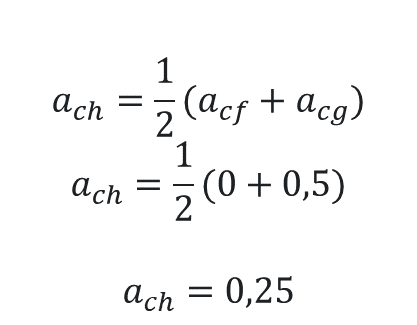 a_ch = 1/2 (a_cf + a_cg)
a_ch = 1/2 (0 + 0,5)
a_ch = 0,25